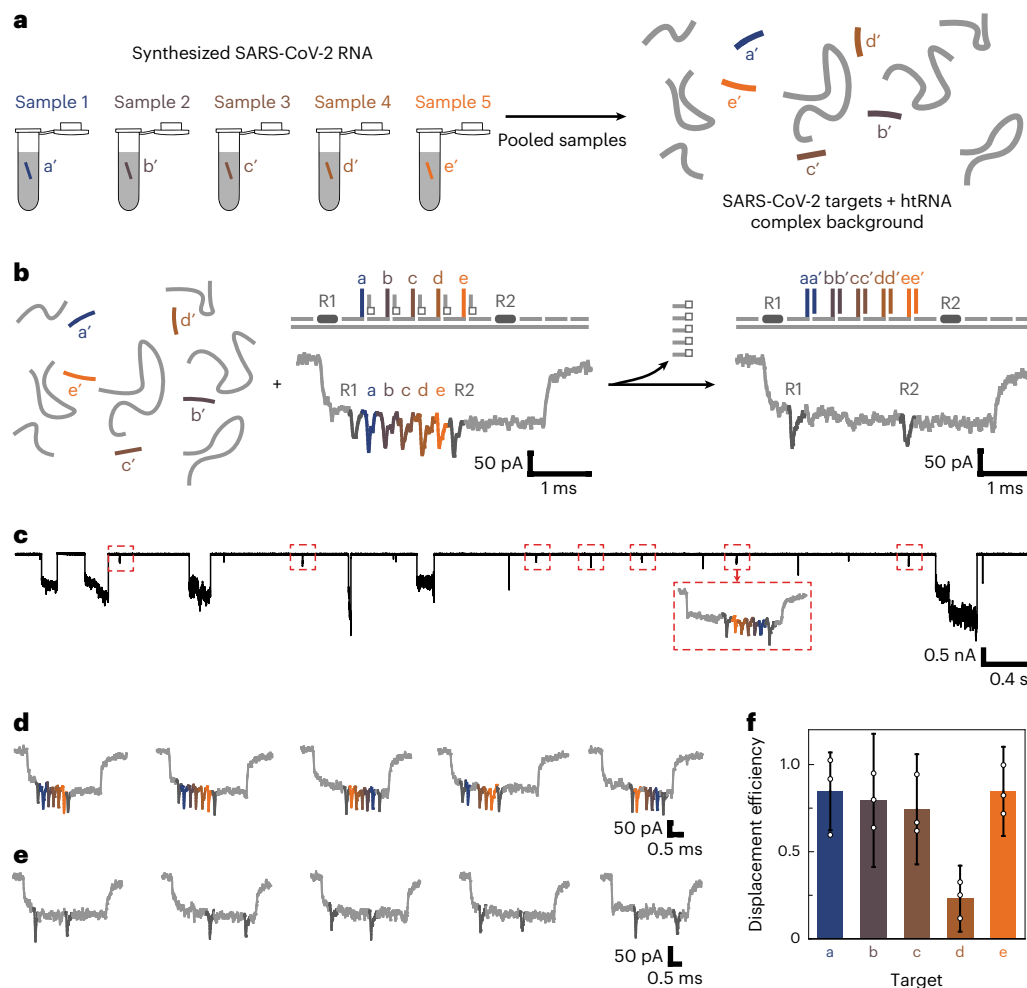 a
Synthesized SARS-CoV-2 RNA
Sample 1 Sample 2 Sample 3 Sample 4 Sample 5
a′ b′ c′ d′ e′
Pooled samples
a′ d′
e′
b′
c′
SARS-CoV-2 targets + htRNA
complex background
b
a′ d′
e′
b′
c′
+
a b c d e
R1 R2
R1 a b c d e R2
50 pA
1 ms
aa′ bb′ cc′ dd′ ee′
R1 R2
R1 R2
50 pA
1 ms
c
0.5 nA
0.4 s
d
50 pA
0.5 ms
e
50 pA
0.5 ms
f
Displacement efficiency
1.0
0.5
0
a b c d e
Target